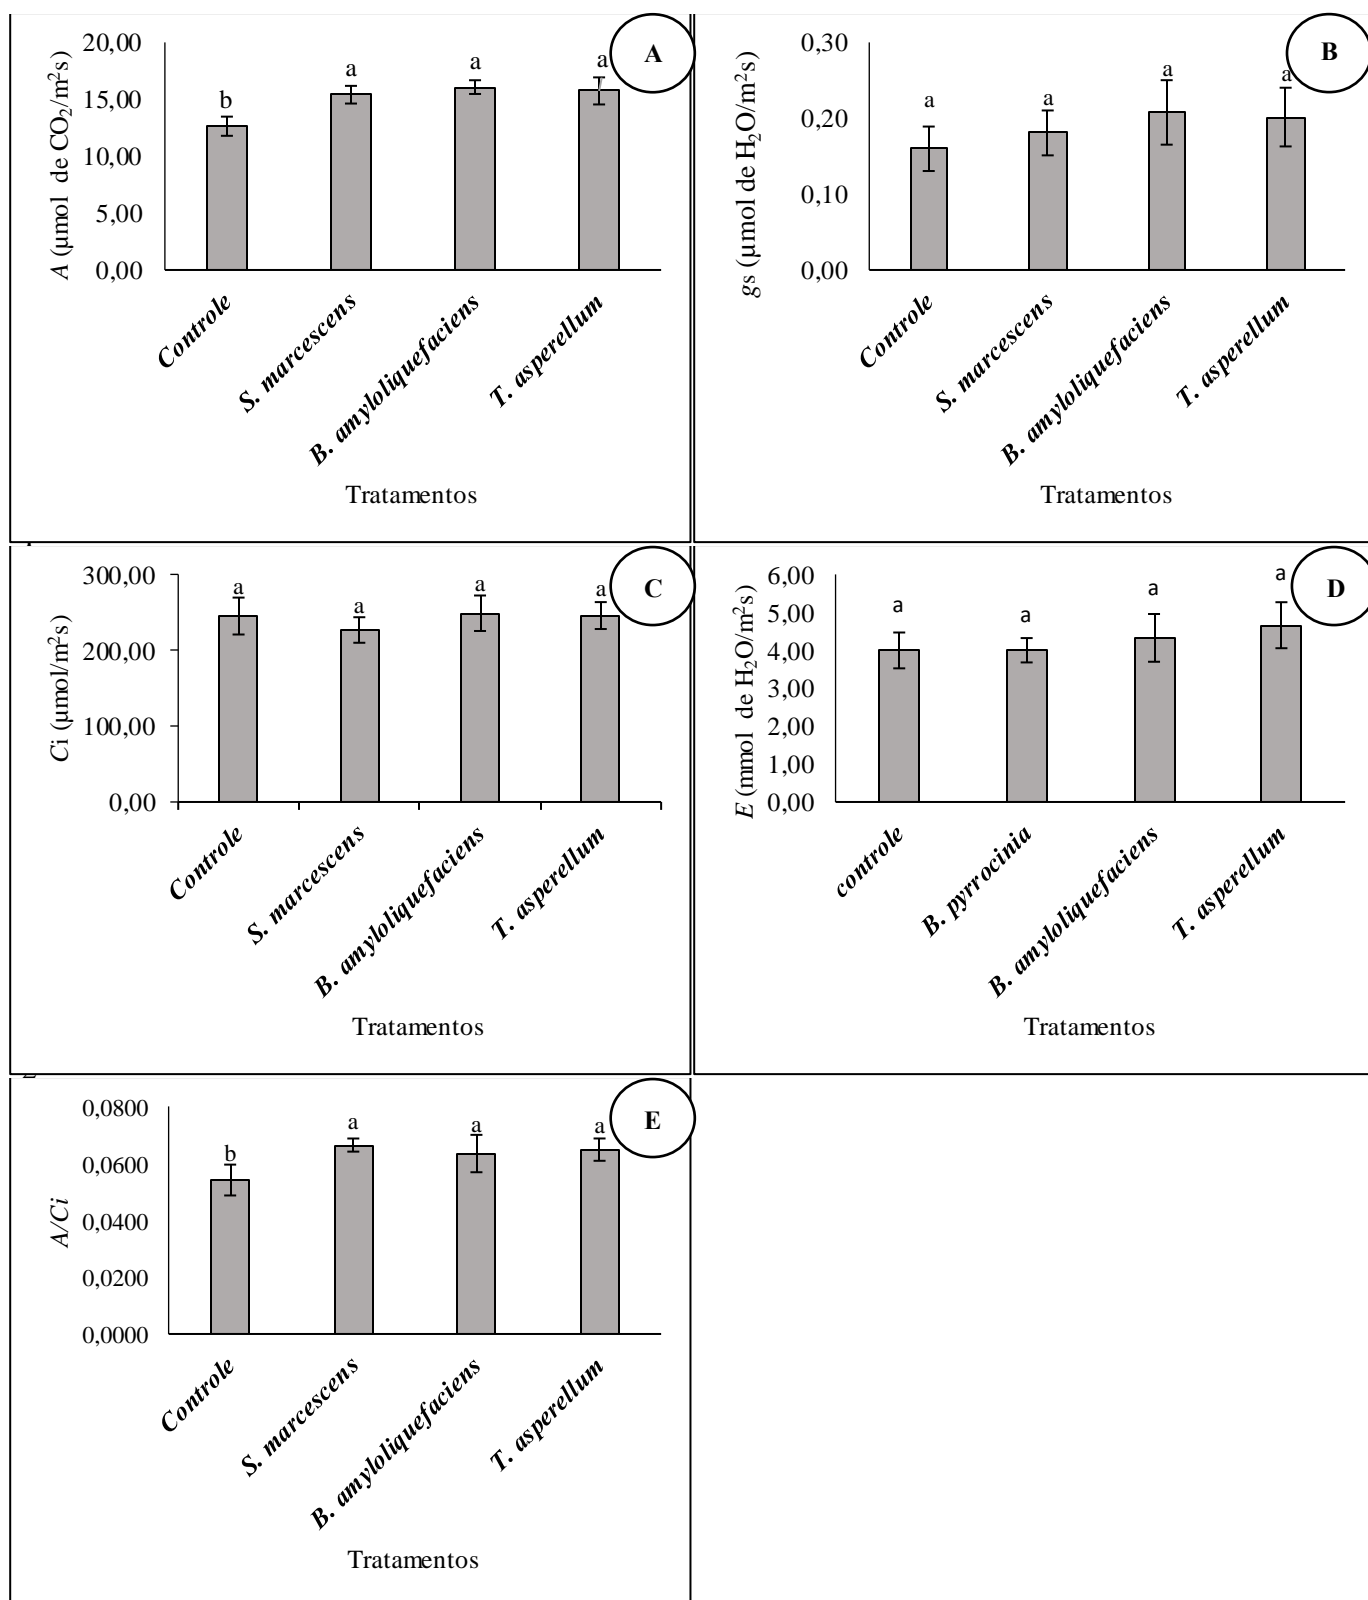 A
A (µmol de CO₂/m²s)
20,00
15,00
10,00
5,00
0,00
b
a
a
a
Controle
S. marcescens
B. amyloliquefaciens
T. asperellum
Tratamentos
B
gs (µmol de H₂O/m²s)
0,30
0,20
0,10
0,00
a
a
a
a
Controle
S. marcescens
B. amyloliquefaciens
T. asperellum
Tratamentos
C
Ci (µmol/m²s)
300,00
200,00
100,00
0,00
a
a
a
a
Controle
S. marcescens
B. amyloliquefaciens
T. asperellum
Tratamentos
D
E (mmol de H₂O/m²s)
6,00
5,00
4,00
3,00
2,00
1,00
0,00
a
a
a
a
controle
B. pyrrocinia
B. amyloliquefaciens
T. asperellum
Tratamentos
E
A/Ci
0,0800
0,0600
0,0400
0,0200
0,0000
b
a
a
a
Controle
S. marcescens
B. amyloliquefaciens
T. asperellum
Tratamentos